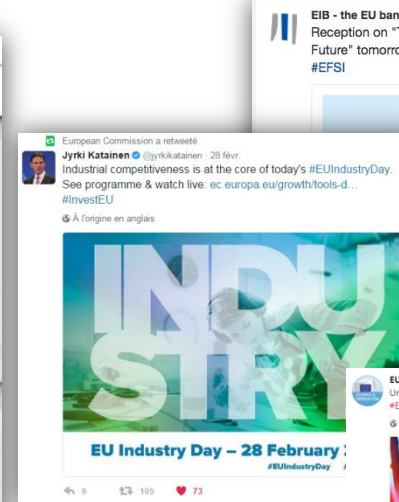 EIB - the EU ban
Reception on "T
Future" tomorro
#EFSI
European Commission a retweeté
Jyrki Katainen @jyrkikatainen · 28 févr.
Industrial competitiveness is at the core of today's #EUIndustryDay.
See programme & watch live: ec.europa.eu/growth/tools-d…
#InvestEU
À l'origine en anglais
INDU
STRY
EU Industry Day – 28 February
#EUIndustryDay
9 105 73
EU
Un
#E